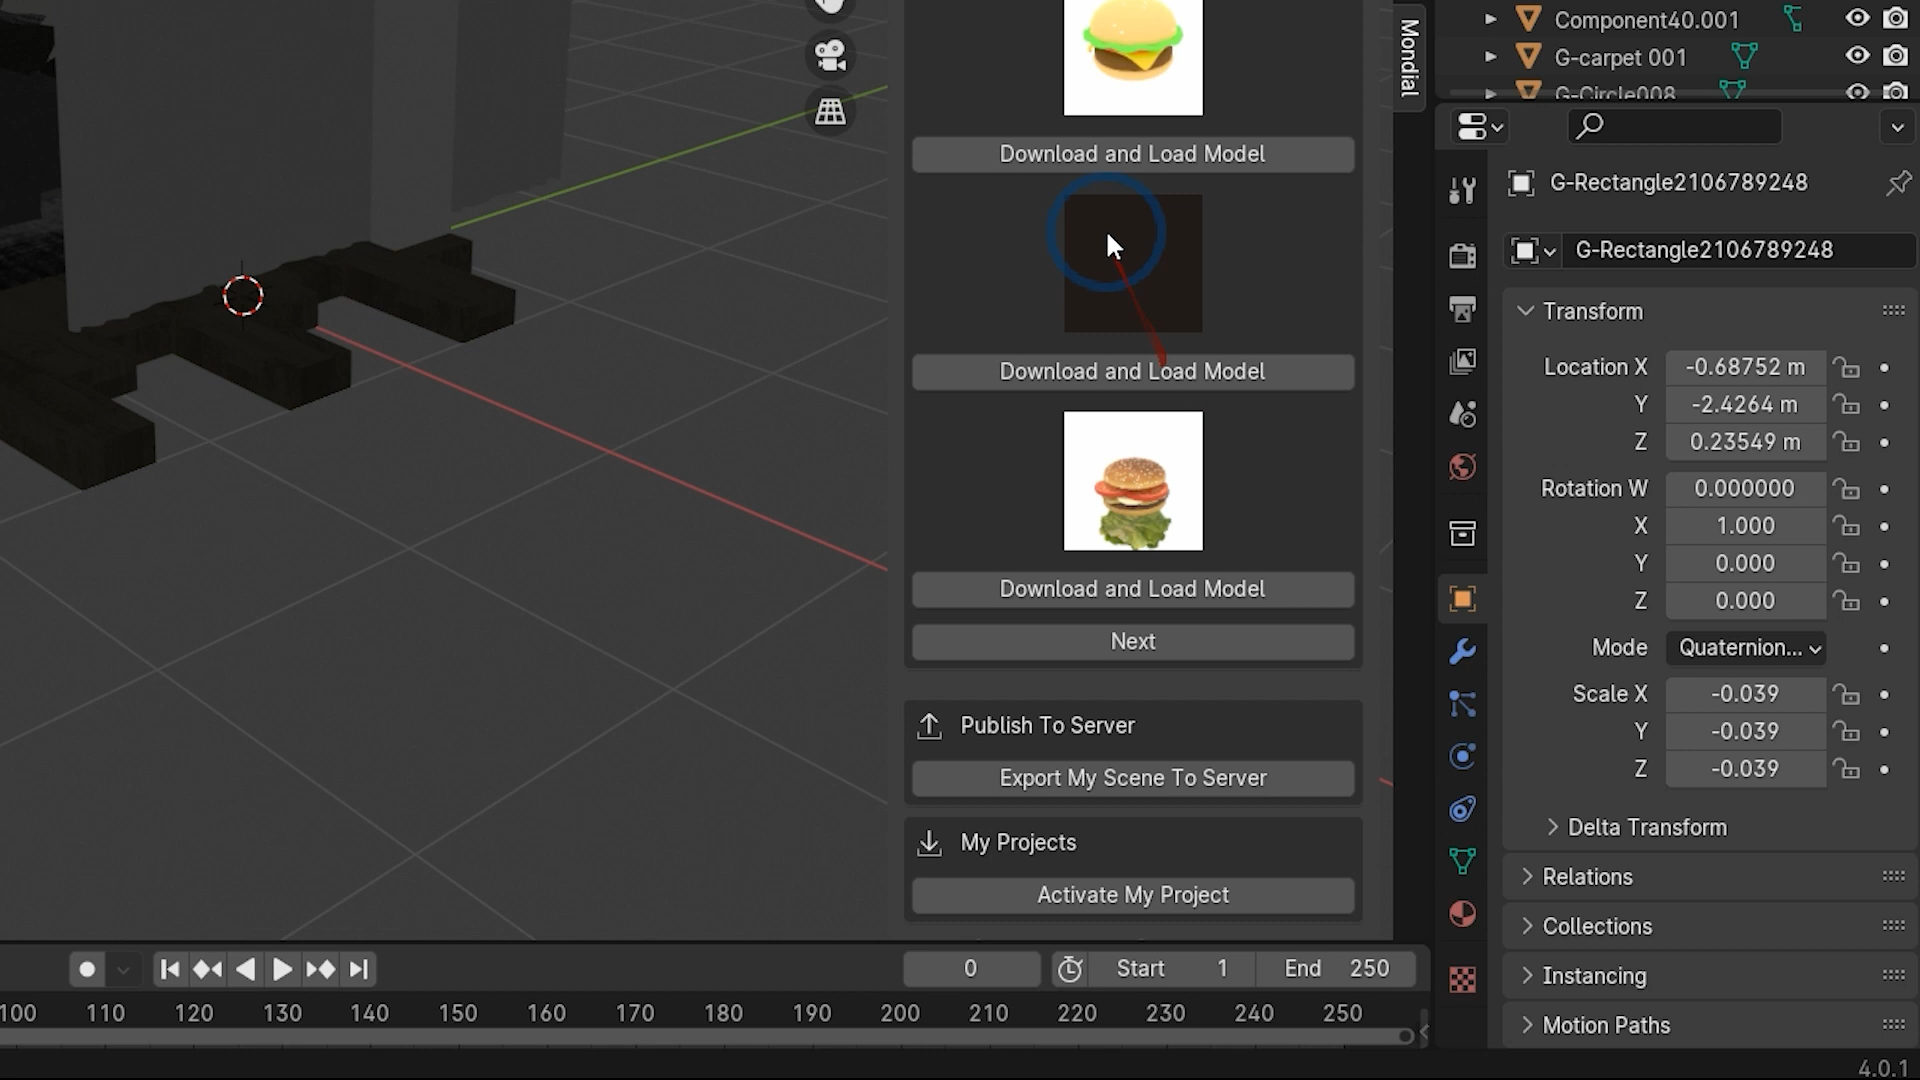 Mondial
Component40.001
G-carpet 001
G-Circle008
Download and Load Model
G-Rectangle2106789248
G-Rectangle2106789248
Transform
Location X -0.68752 m
Y -2.4264 m
Z 0.23549 m
Rotation W 0.000000
X 1.000
Y 0.000
Z 0.000
Mode Quaternion...
Scale X -0.039
Y -0.039
Z -0.039
Delta Transform
Relations
Collections
Instancing
Motion Paths
Download and Load Model
Download and Load Model
Next
Publish To Server
Export My Scene To Server
My Projects
Activate My Project
0 Start 1 End 250
100 110 120 130 140 150 160 170 180 190 200 210 220 230 240 250
4.0.1